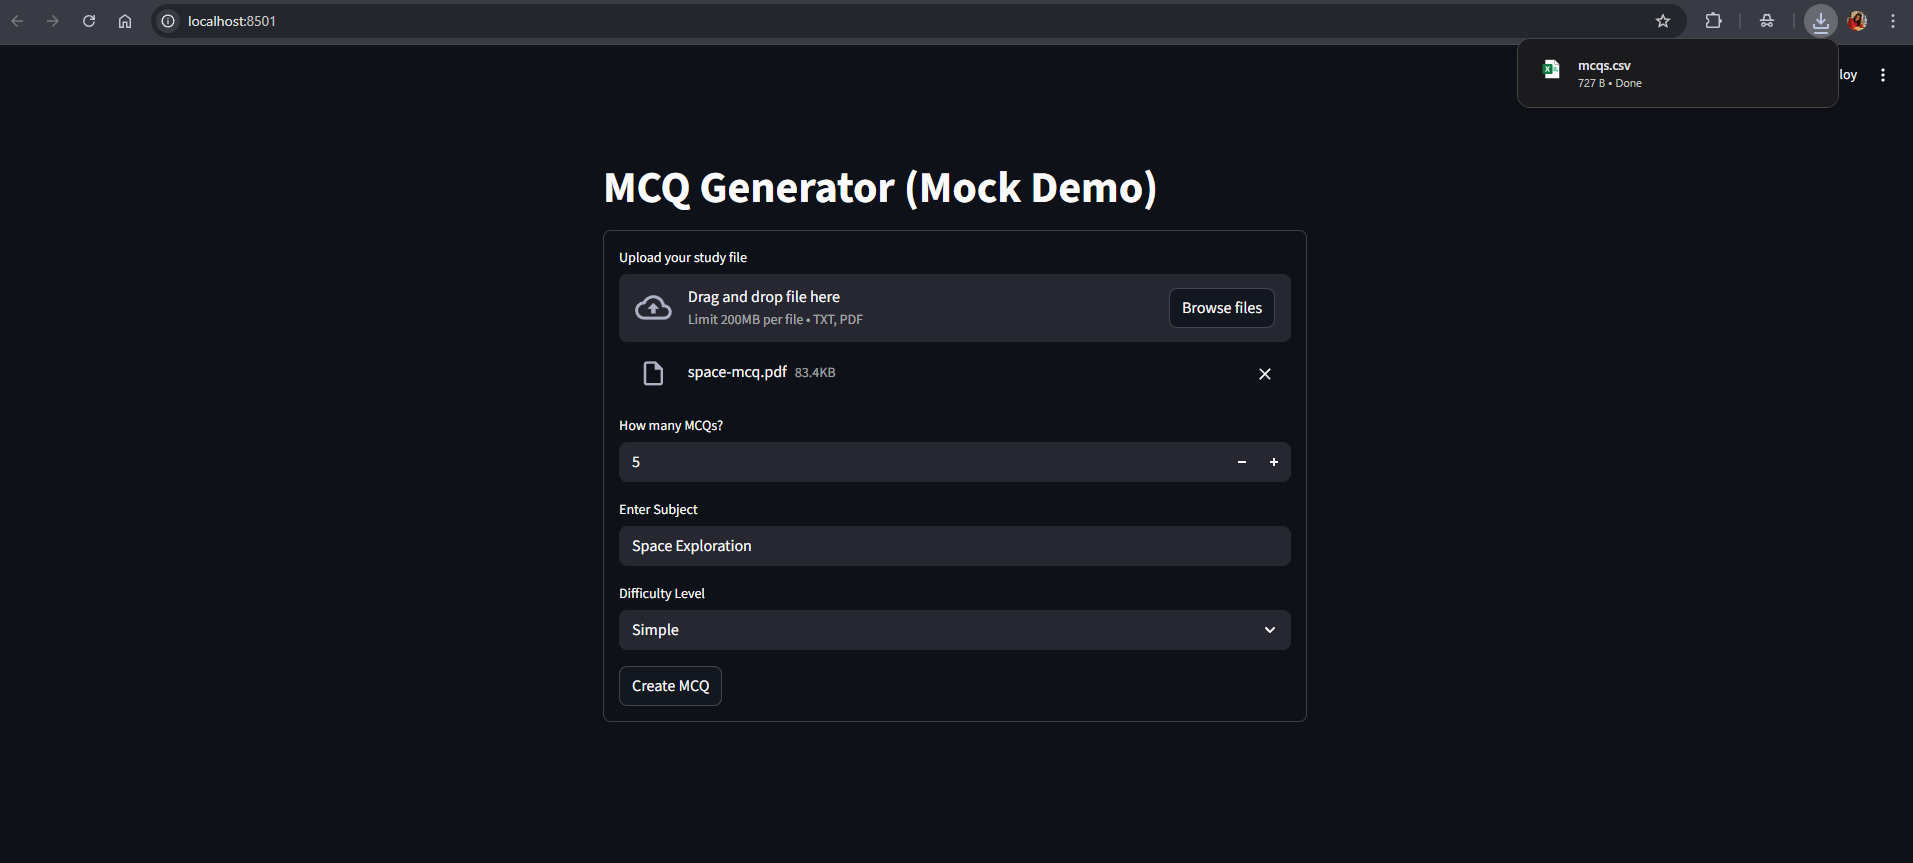 localhost:8501
mcqs.csv
727 B • Done
loy
MCQ Generator (Mock Demo)
Upload your study file
Drag and drop file here
Limit 200MB per file • TXT, PDF
Browse files
space-mcq.pdf 83.4KB
How many MCQs?
5
Enter Subject
Space Exploration
Difficulty Level
Simple
Create MCQ